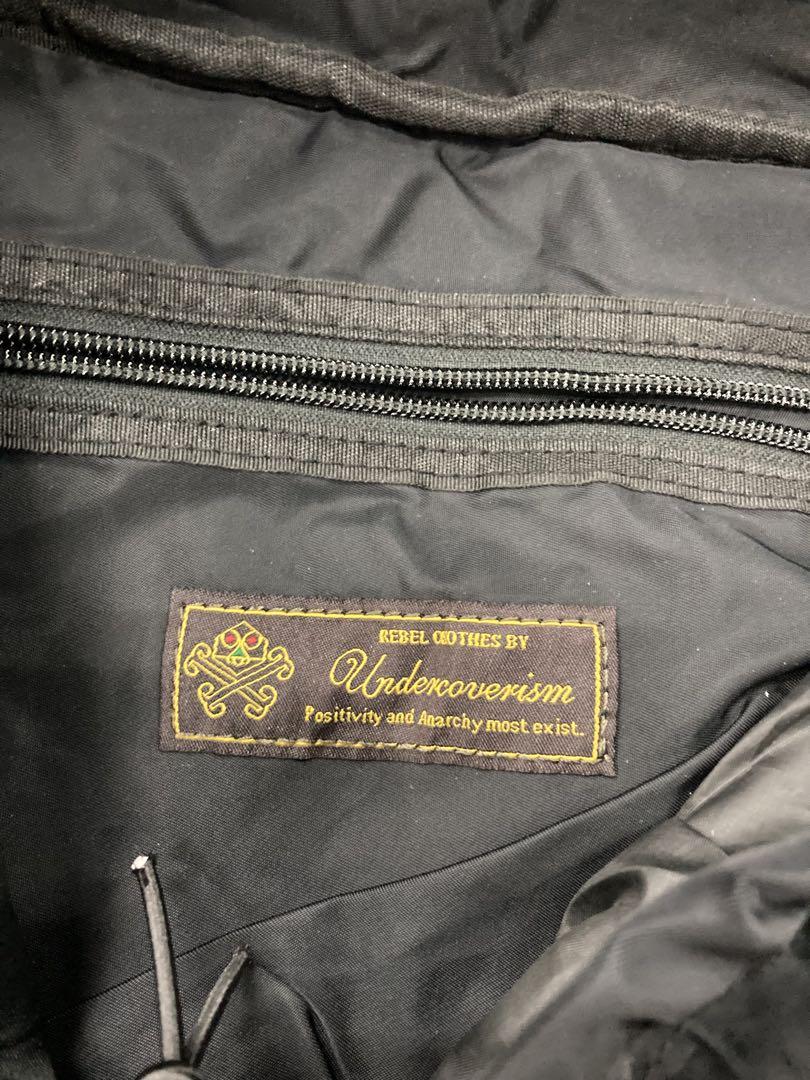 REBEL CLOTHES BY
Undercoverism
Positivity and Anarchy most exist.